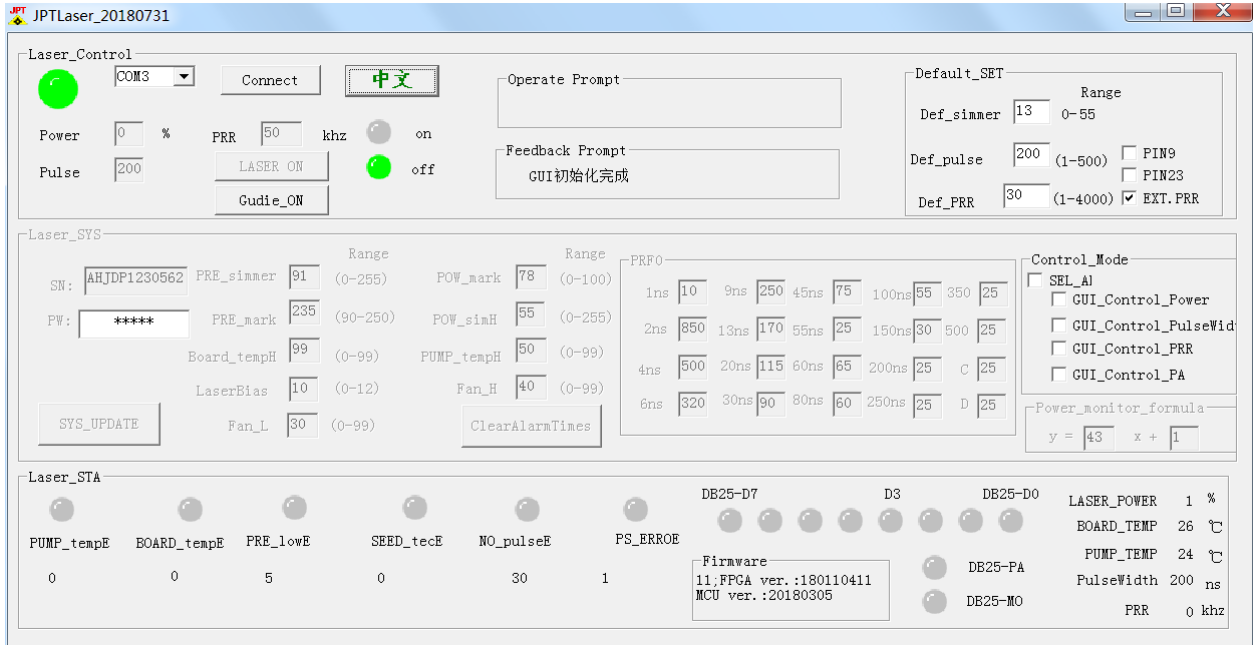 JPT JPTLaser_20180731
Laser_Control
COM3 Connect 中文
Power 0 % PRR 50 khz on
Pulse 200 LASER ON off
Gudie_ON
Operate Prompt
Feedback Prompt
GUI初始化完成
Default_SET
Range
Def_simmer 13 0-55
Def_pulse 200 (1-500) PIN9
PIN23
Def_PRR 30 (1-4000) EXT.PRR
Laser_SYS
Range Range
SN: AHJDP1230562 PRE_simmer 91 (0-255) POW_mark 78 (0-100)
PW: ***** PRE_mark 235 (90-250) POW_simH 55 (0-255)
Board_tempH 99 (0-99) PUMP_tempH 50 (0-99)
LaserBias 10 (0-12) Fan_H 40 (0-99)
SYS_UPDATE Fan_L 30 (0-99) ClearAlarmTimes
PRF0
1ns 10 9ns 250 45ns 75 100ns 55 350 25
2ns 850 13ns 170 55ns 25 150ns 30 500 25
4ns 500 20ns 115 60ns 65 200ns 25 C 25
6ns 320 30ns 90 80ns 60 250ns 25 D 25
Control_Mode
SEL_Al
GUI_Control_Power
GUI_Control_PulseWidt
GUI_Control_PRR
GUI_Control_PA
Power_monitor_formula
y = 43 x + 1
Laser_STA
PUMP_tempE BOARD_tempE PRE_lowE SEED_tecE NO_pulseE PS_ERROE
0 0 5 0 30 1
DB25-D7 D3 DB25-D0
Firmware
11;FPGA ver.:180110411
MCU ver.:20180305
DB25-PA
DB25-MO
LASER_POWER 1 %
BOARD_TEMP 26 ℃
PUMP_TEMP 24 ℃
PulseWidth 200 ns
PRR 0 khz